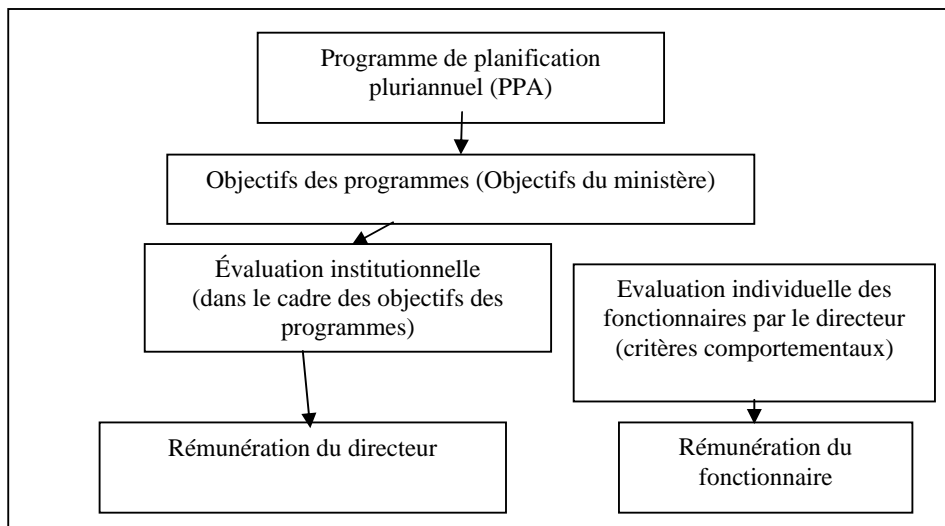 Programme de planification
pluriannuel (PPA)
Objectifs des programmes (Objectifs du ministère)
Évaluation institutionnelle
(dans le cadre des objectifs des
programmes)
Evaluation individuelle des
fonctionnaires par le directeur
(critères comportementaux)
Rémunération du directeur
Rémunération du
fonctionnaire